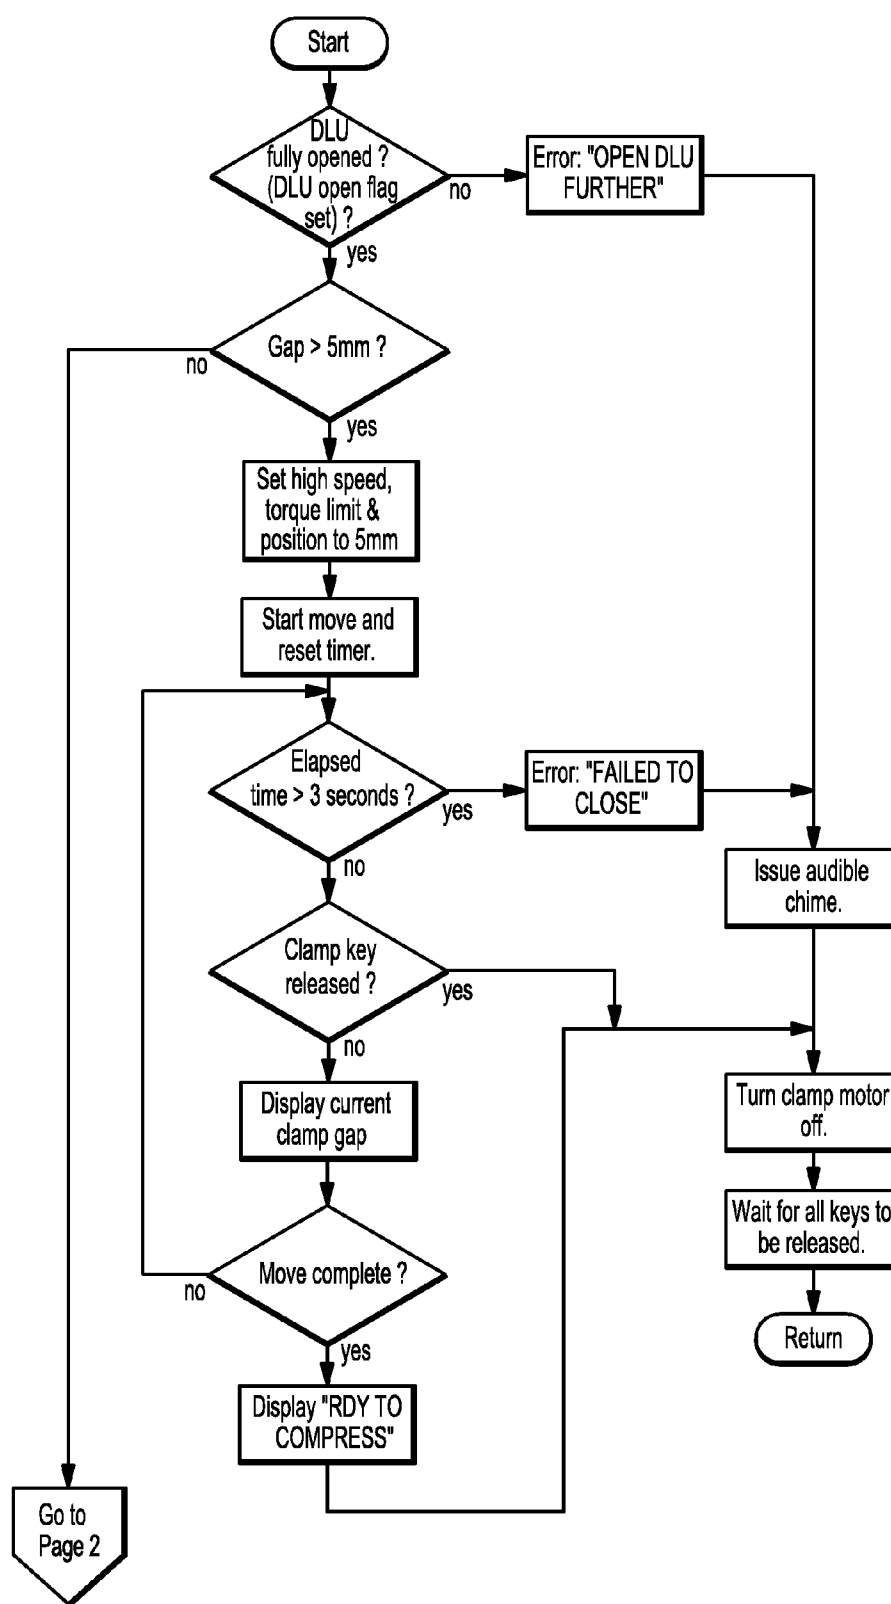 Start
DLU
fully opened ?
(DLU open flag
set) ?
no
Error: "OPEN DLU
FURTHER"
yes
Gap > 5mm ?
no
yes
Set high speed,
torque limit &
position to 5mm
Start move and
reset timer.
Elapsed
time > 3 seconds ?
yes
Error: "FAILED TO
CLOSE"
no
Issue audible
chime.
Clamp key
released ?
yes
no
Display current
clamp gap
Turn clamp motor
off.
Wait for all keys to
be released.
Move complete ?
no
yes
Return
Display "RDY TO
COMPRESS"
Go to
Page 2